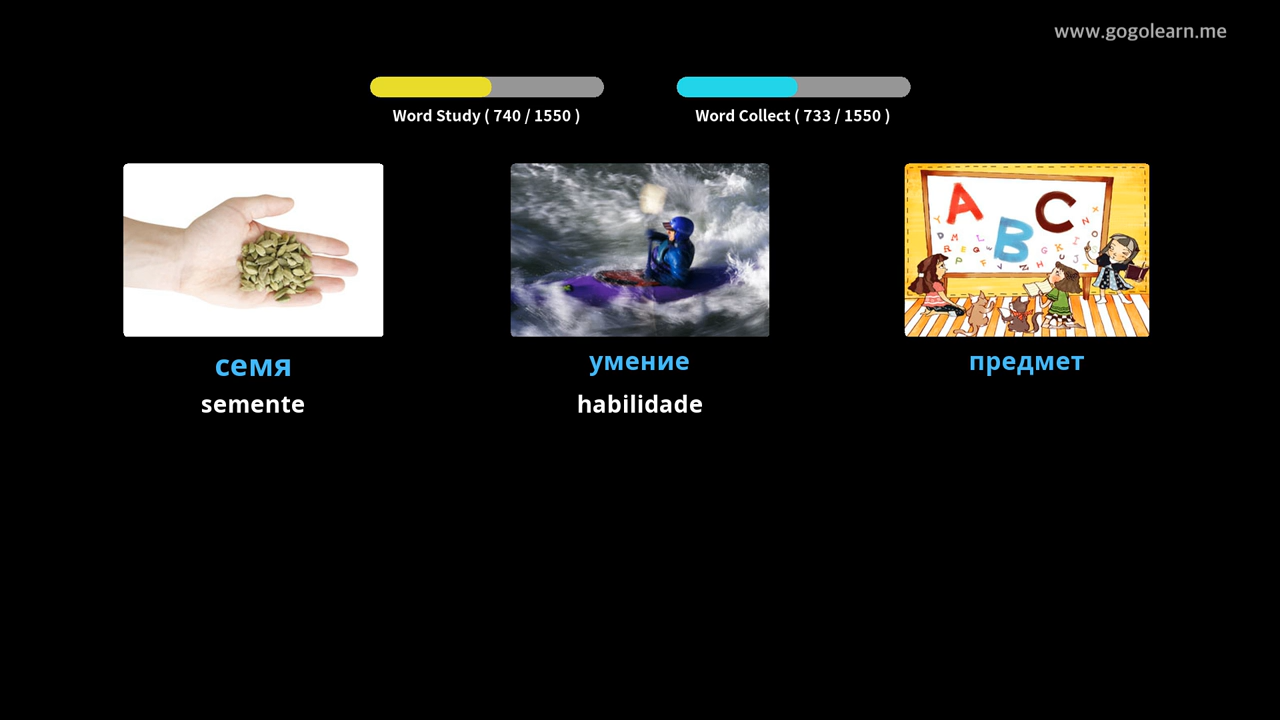 www.gogolearn.me
Word Study ( 740 / 1550 )
Word Collect ( 733 / 1550 )
A B C
семя
умение
предмет
semente
habilidade